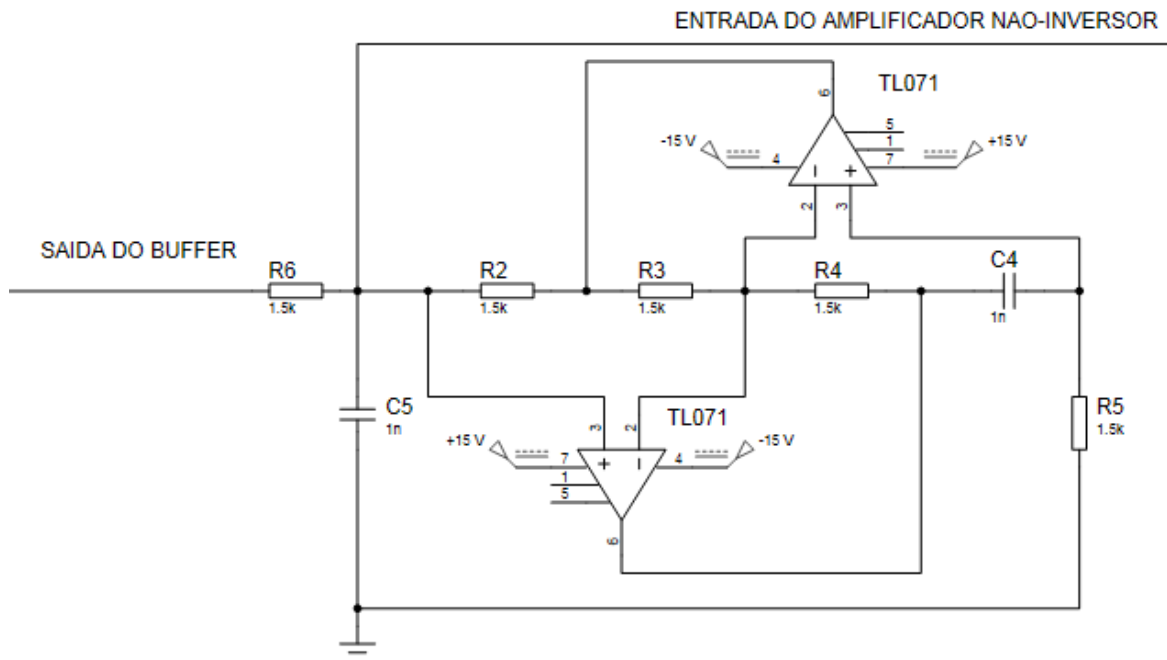 ENTRADA DO AMPLIFICADOR NAO-INVERSOR
TL071
6
5
1
-15 V
4
7
+15 V
2
3
SAIDA DO BUFFER
R6
1.5k
R2
1.5k
R3
1.5k
R4
1.5k
C4
1n
C5
1n
R5
1.5k
TL071
3
2
+15 V
7
4
-15 V
1
5
6